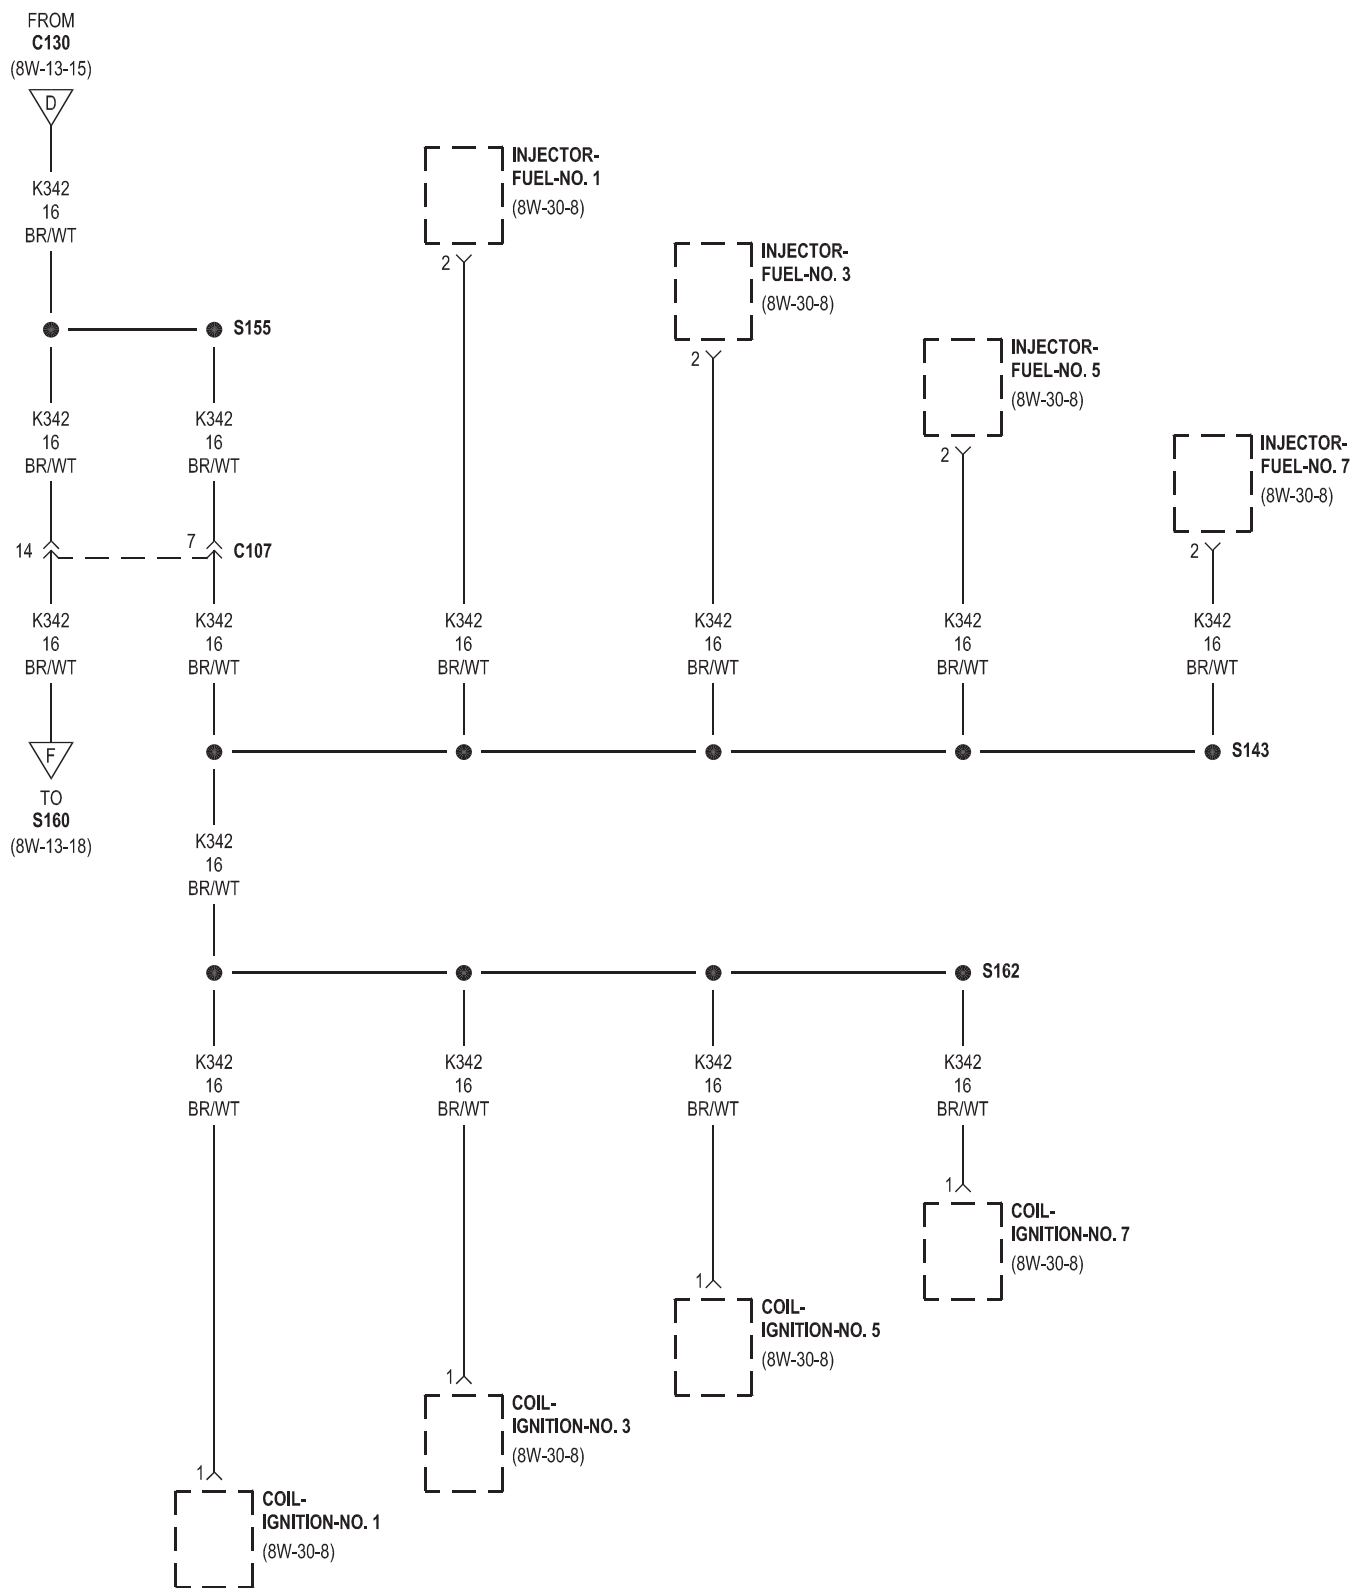 FROM
C130
(8W-13-15)
D
K342
16
BR/WT
S155
K342
16
BR/WT
K342
16
BR/WT
14
7
C107
K342
16
BR/WT
K342
16
BR/WT
F
TO
S160
(8W-13-18)
INJECTOR-
FUEL-NO. 1
(8W-30-8)
2
K342
16
BR/WT
INJECTOR-
FUEL-NO. 3
(8W-30-8)
2
K342
16
BR/WT
INJECTOR-
FUEL-NO. 5
(8W-30-8)
2
K342
16
BR/WT
INJECTOR-
FUEL-NO. 7
(8W-30-8)
2
K342
16
BR/WT
S143
K342
16
BR/WT
S162
K342
16
BR/WT
K342
16
BR/WT
K342
16
BR/WT
K342
16
BR/WT
1
COIL-
IGNITION-NO. 7
(8W-30-8)
1
COIL-
IGNITION-NO. 5
(8W-30-8)
1
COIL-
IGNITION-NO. 3
(8W-30-8)
1
COIL-
IGNITION-NO. 1
(8W-30-8)